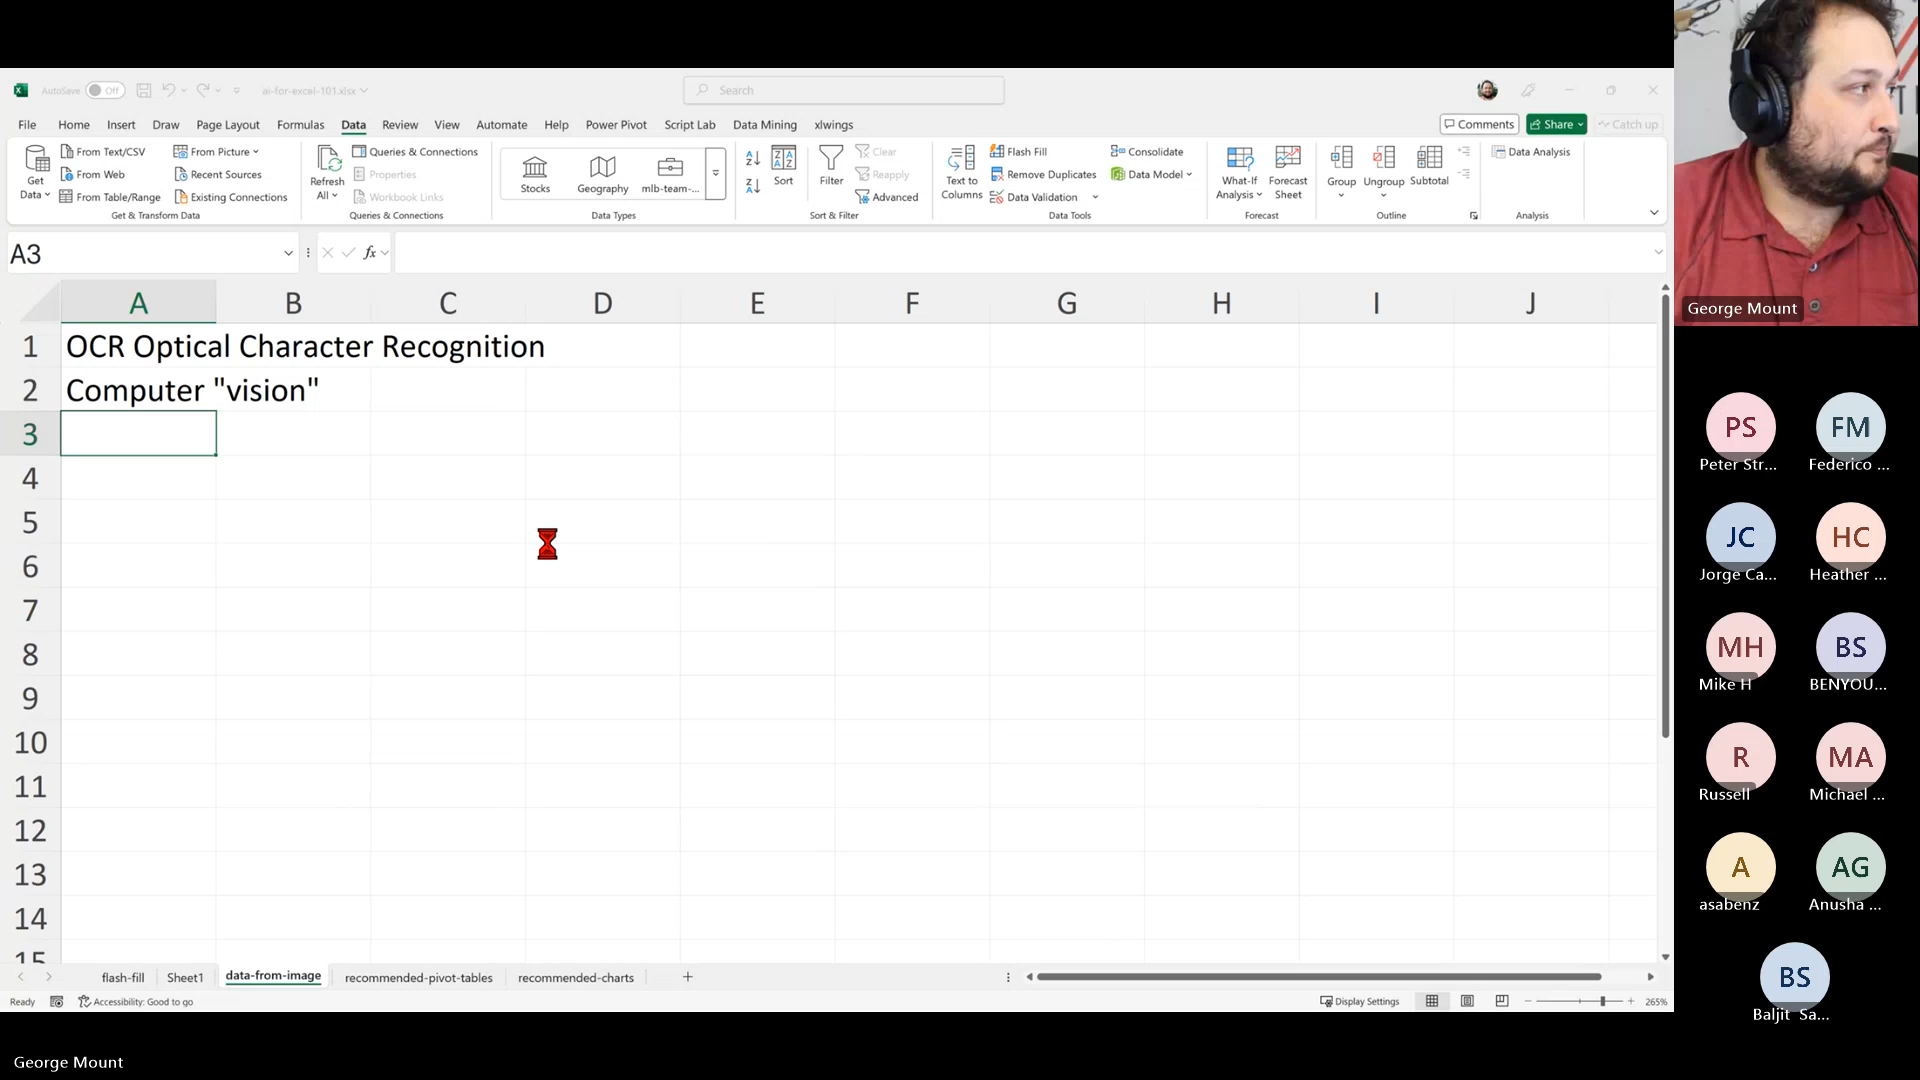 AutoSave Off ai-for-excel-101.xlsx Search
File Home Insert Draw Page Layout Formulas Data Review View Automate Help Power Pivot Script Lab Data Mining xlwings Comments Share Catch up
Get Data
From Text/CSV
From Web
From Table/Range
From Picture
Recent Sources
Existing Connections
Get & Transform Data
Refresh All
Queries & Connections
Properties
Workbook Links
Queries & Connections
Stocks Geography mlb-team-...
Data Types
Sort
Filter
Clear
Reapply
Advanced
Sort & Filter
Text to Columns
Flash Fill
Remove Duplicates
Data Validation
Consolidate
Data Model
Data Tools
What-If Analysis
Forecast Sheet
Forecast
Group
Ungroup
Subtotal
Outline
Data Analysis
Analysis
A3 fx
A B C D E F G H I J
1 OCR Optical Character Recognition
2 Computer "vision"
3
4
5
6
7
8
9
10
11
12
13
14
15
flash-fill Sheet1 data-from-image recommended-pivot-tables recommended-charts
Ready Accessibility: Good to go Display Settings 265%
George Mount
George Mount
PS FM
Peter Str... Federico ...
JC HC
Jorge Ca... Heather ...
MH BS
Mike H BENYOU...
R MA
Russell Michael ...
A AG
asabenz Anusha ...
BS
Baljit Sa...